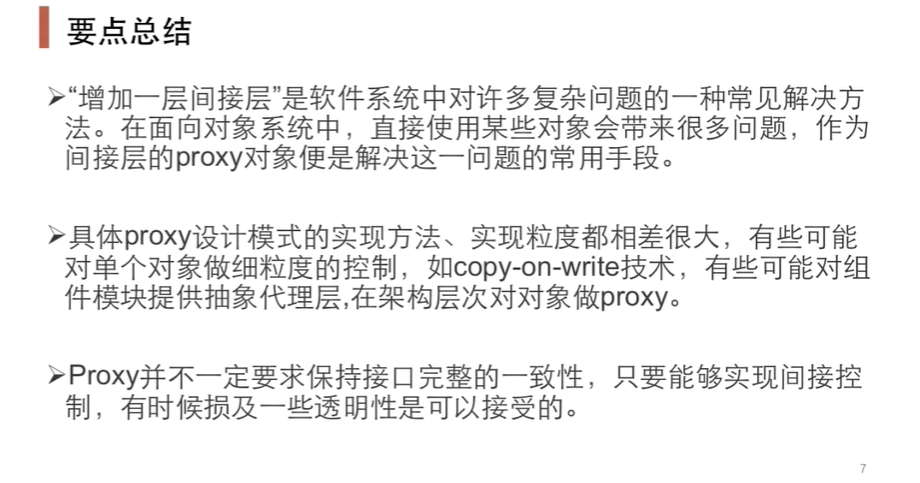 要点总结
➢“增加一层间接层”是软件系统中对许多复杂问题的一种常见解决方
法。在面向对象系统中，直接使用某些对象会带来很多问题，作为
间接层的proxy对象便是解决这一问题的常用手段。
➢具体proxy设计模式的实现方法、实现粒度都相差很大，有些可能
对单个对象做细粒度的控制，如copy-on-write技术，有些可能对组
件模块提供抽象代理层,在架构层次对对象做proxy。
➢Proxy并不一定要求保持接口完整的一致性，只要能够实现间接控
制，有时候损及一些透明性是可以接受的。
7